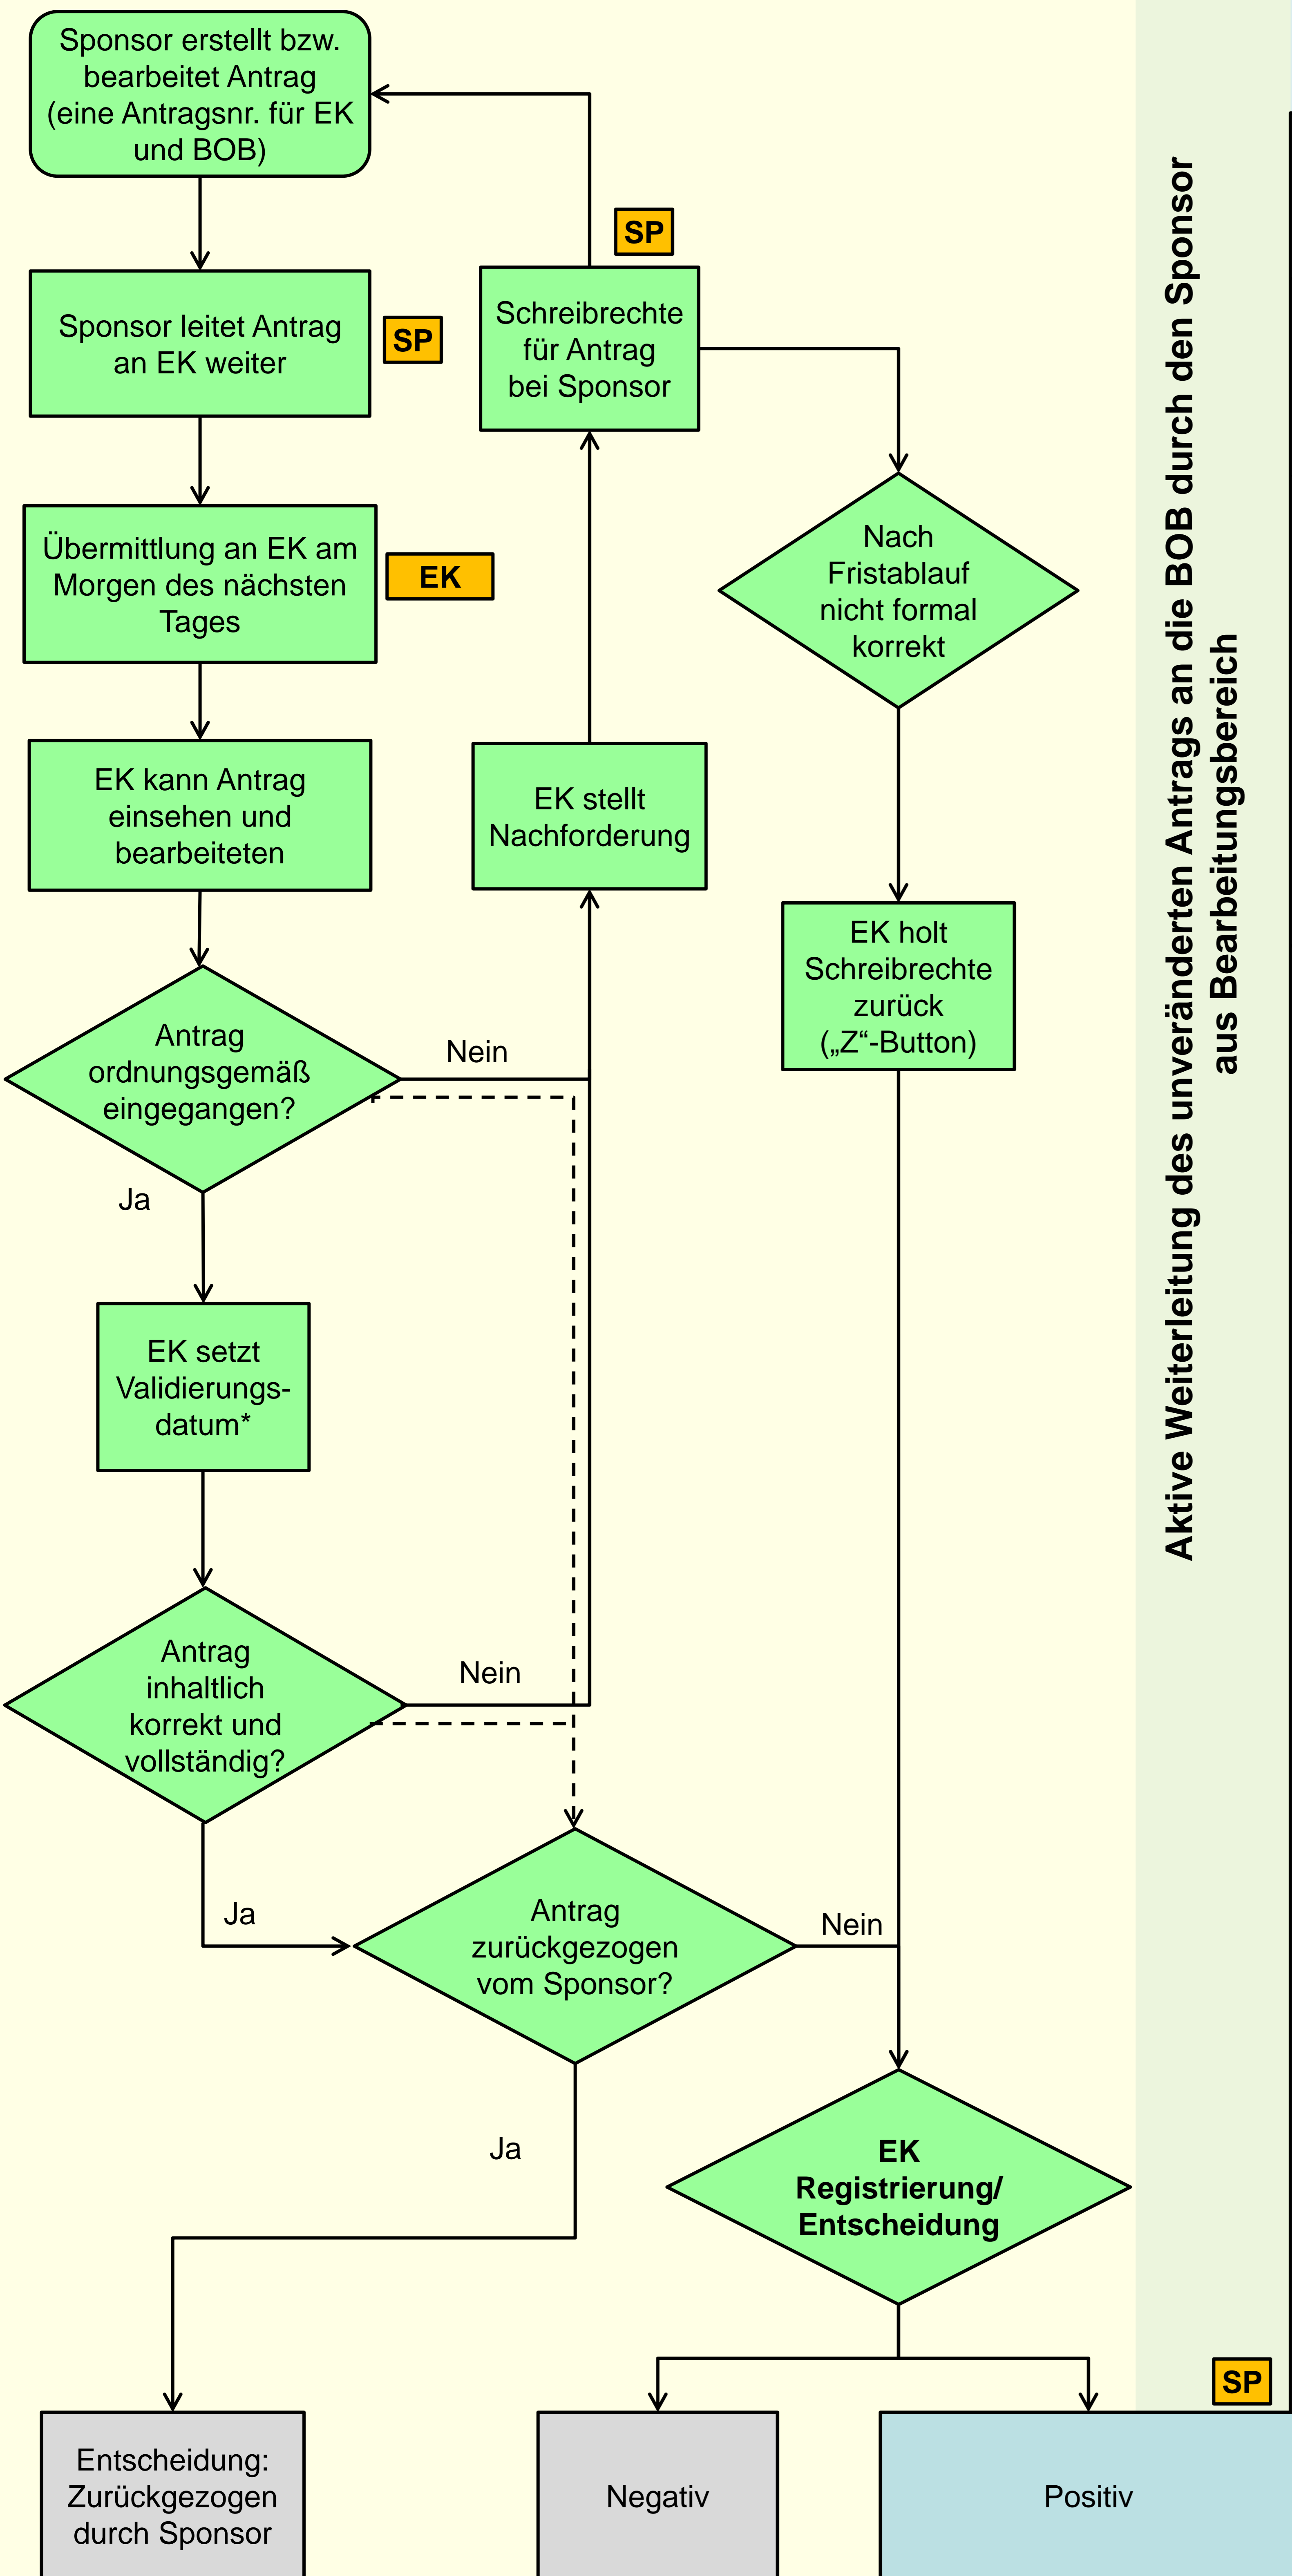 Sponsor erstellt bzw.
bearbeitet Antrag
(eine Antragsnr. für EK
und BOB)
SP
Sponsor leitet Antrag
an EK weiter
SP
Schreibrechte
für Antrag
bei Sponsor
Übermittlung an EK am
Morgen des nächsten
Tages
EK
Nach
Fristablauf
nicht formal
korrekt
EK kann Antrag
einsehen und
bearbeiteten
EK stellt
Nachforderung
EK holt
Schreibrechte
zurück
(„Z“-Button)
Antrag
ordnungsgemäß
eingegangen?
Nein
Ja
EK setzt
Validierungs-
datum*
Antrag
inhaltlich
korrekt und
vollständig?
Nein
Ja
Antrag
zurückgezogen
vom Sponsor?
Nein
Ja
EK
Registrierung/
Entscheidung
SP
Entscheidung:
Zurückgezogen
durch Sponsor
Negativ
Positiv
Aktive Weiterleitung des unveränderten Antrags an die BOB durch den Sponsor
aus Bearbeitungsbereich